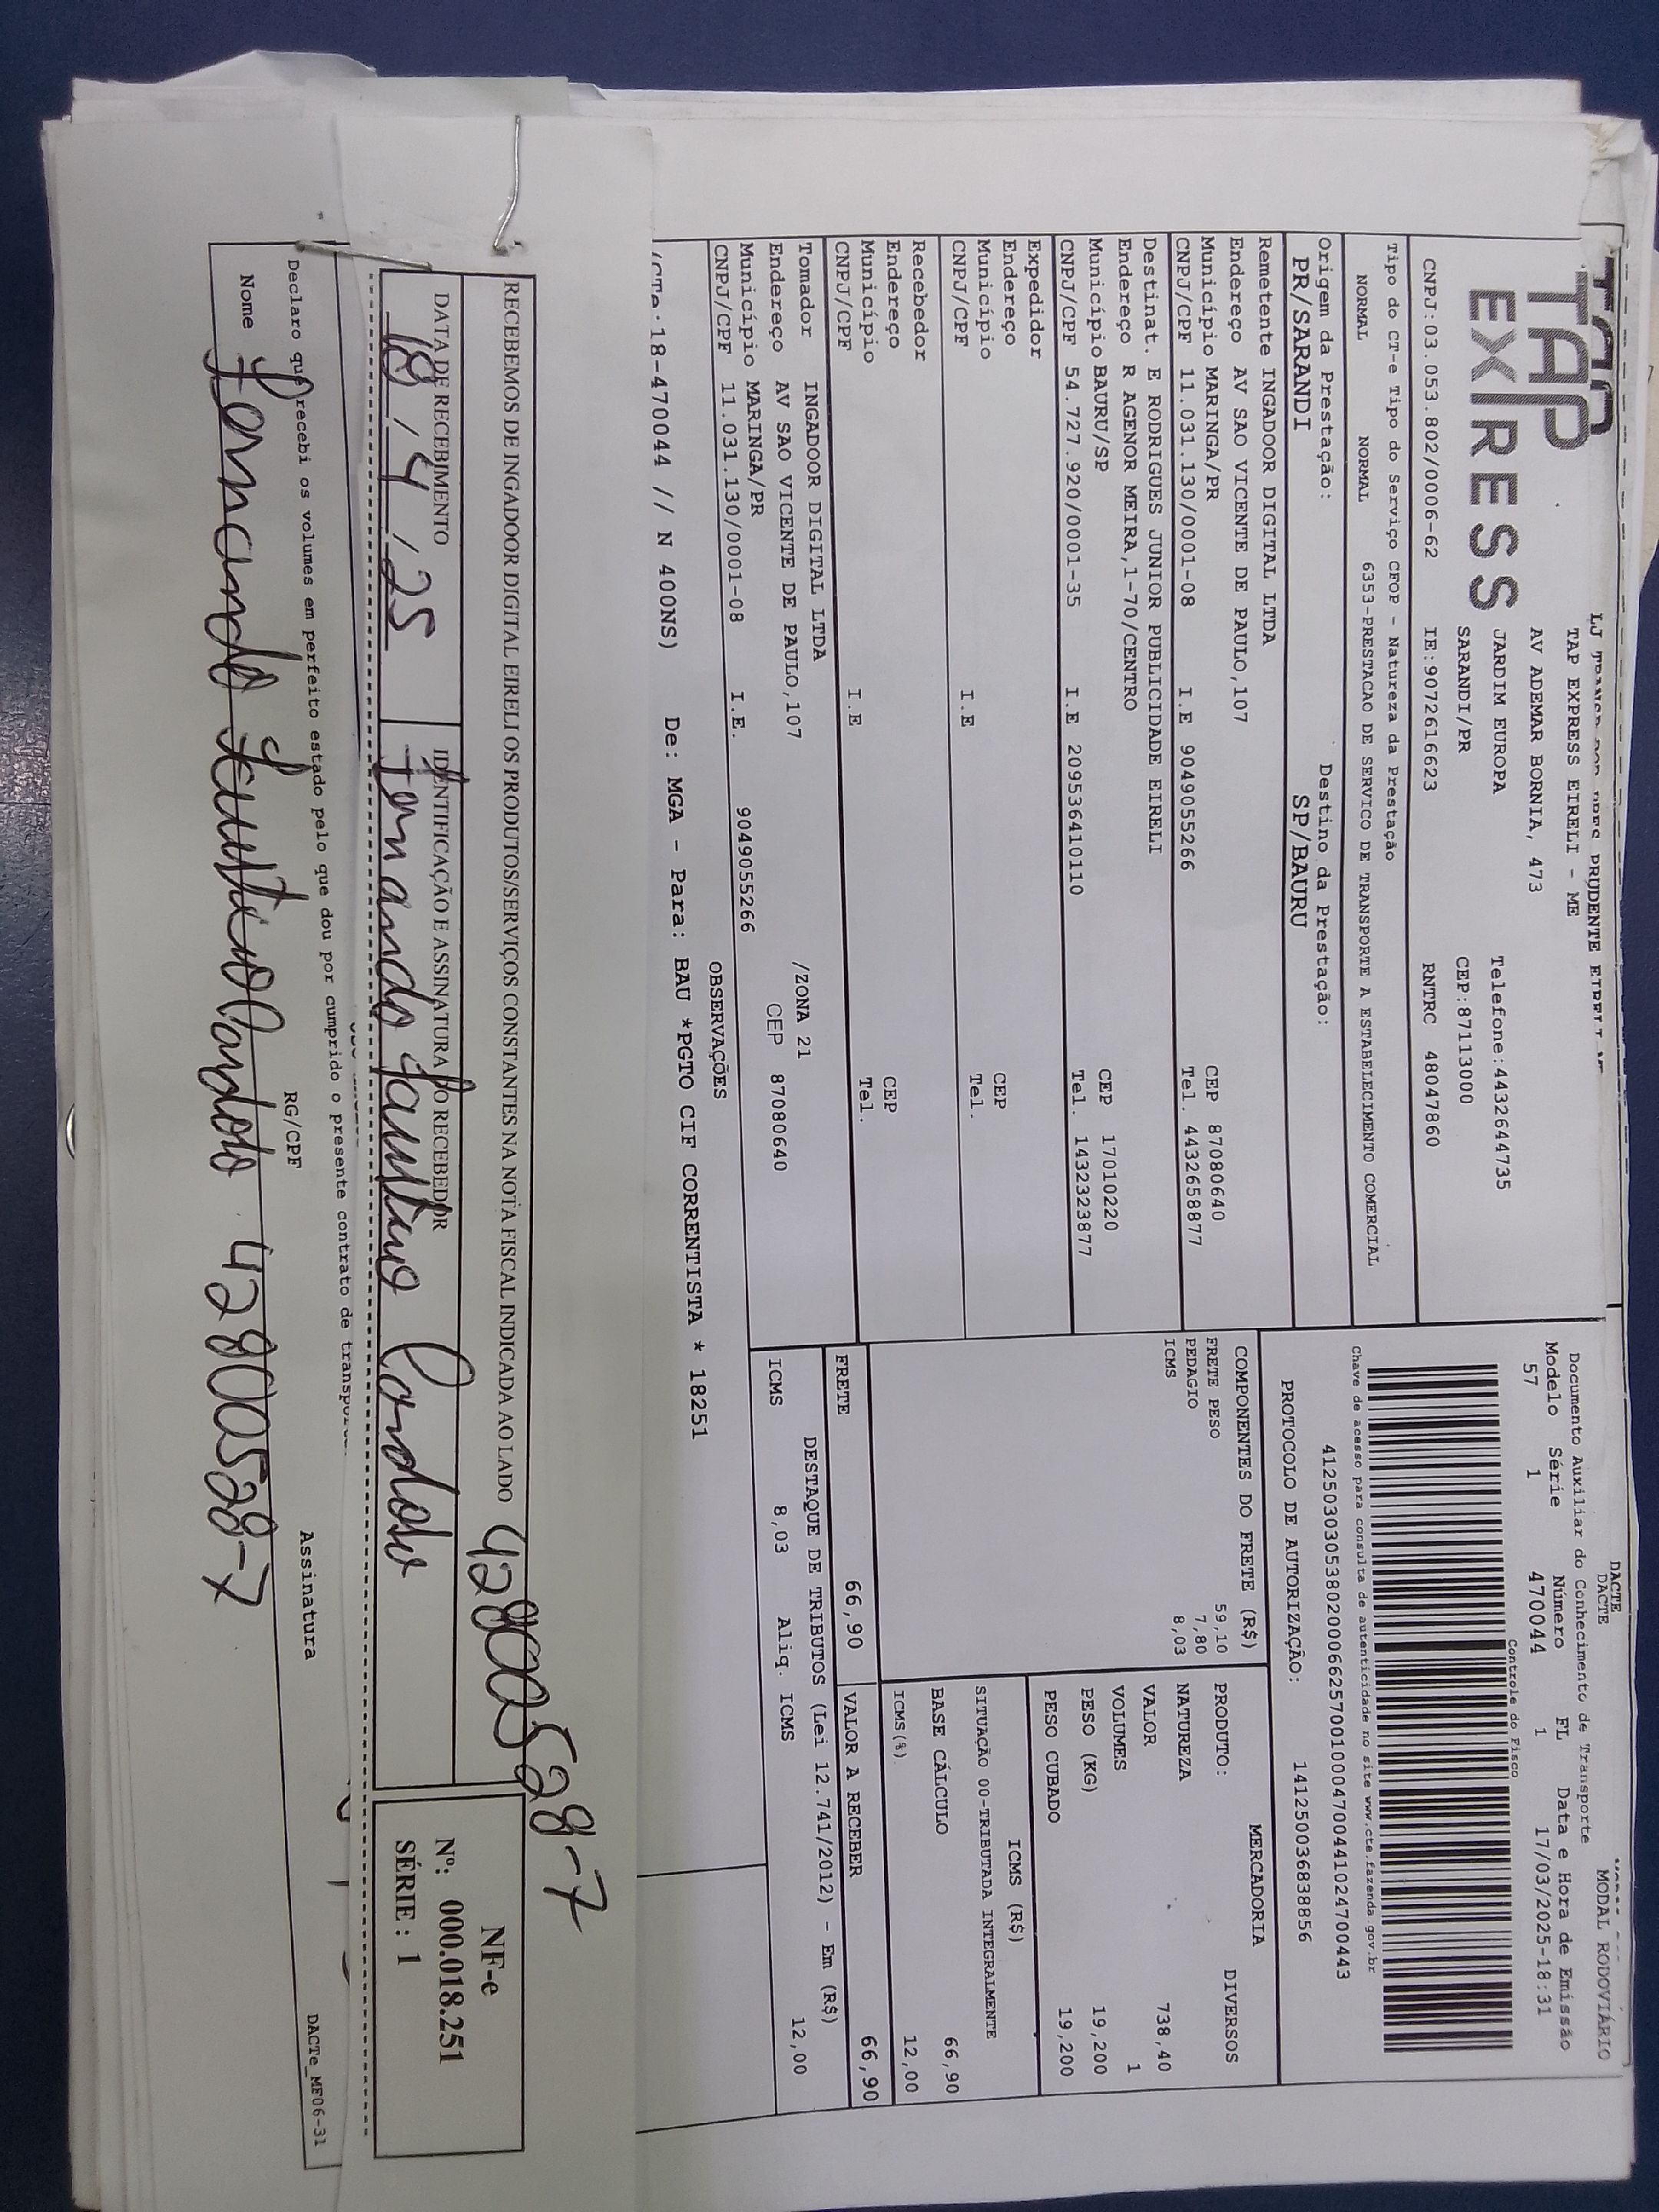 LJ TRANSP ROD PRES PRUDENTE EIRELI
TAP EXPRESS
TAP EXPRESS EIRELI - ME
AV ADEMAR BORNIA, 473
JARDIM EUROPA Telefone:4432644735
SARANDI/PR CEP:87113000
CNPJ:03.053.802/0006-62 IE:9072616623 RNTRC 48047860
Tipo do CT-e Tipo do Serviço CFOP - Natureza da Prestação
NORMAL NORMAL 6353-PRESTACAO DE SERVICO DE TRANSPORTE A ESTABELECIMENTO COMERCIAL
Origem da Prestação: Destino da Prestação:
PR/SARANDI SP/BAURU
DACTE
DACTE
MODAL RODOVIÁRIO
Documento Auxiliar do Conhecimento de Transporte
Modelo Série Número FL Data e Hora de Emissão
57 1 470044 1 17/03/2025-18:31
Controle do Fisco
Chave de acesso para consulta de autenticidade no site www.cte.fazenda.gov.br
41250303053802000662570010004700441024700443
PROTOCOLO DE AUTORIZAÇÃO: 141250036838856
Remetente INGADOOR DIGITAL LTDA
Endereço AV SAO VICENTE DE PAULO,107 CEP 87080640
Município MARINGA/PR Tel. 4432658877
CNPJ/CPF 11.031.130/0001-08 I.E 9049055266
Destinat. E RODRIGUES JUNIOR PUBLICIDADE EIRELI
Endereço R AGENOR MEIRA,1-70/CENTRO CEP 17010220
Município BAURU/SP Tel. 1432323877
CNPJ/CPF 54.727.920/0001-35 I.E 209536410110
Expedidor
Endereço CEP
Município Tel.
CNPJ/CPF I.E
Recebedor
Endereço CEP
Município Tel.
CNPJ/CPF I.E
Tomador INGADOOR DIGITAL LTDA /ZONA 21
Endereço AV SAO VICENTE DE PAULO,107 CEP 87080640
Município MARINGA/PR
CNPJ/CPF 11.031.130/0001-08 I.E. 9049055266
COMPONENTES DO FRETE (R$)
FRETE PESO 59,10
PEDAGIO 7,80
ICMS 8,03
MERCADORIA
PRODUTO: DIVERSOS
NATUREZA
VALOR 738,40
VOLUMES 1
PESO (KG) 19,200
PESO CUBADO 19,200
ICMS (R$)
SITUAÇÃO 00-TRIBUTADA INTEGRALMENTE
BASE CÁLCULO 66,90
ICMS(%) 12,00
FRETE 66,90 VALOR A RECEBER 66,90
DESTAQUE DE TRIBUTOS (Lei 12.741/2012) - Em (R$)
ICMS 8,03 Aliq. ICMS 12,00
OBSERVAÇÕES
(CTe.18-470044 // N 400NS) De: MGA - Para: BAU *PGTO CIF CORRENTISTA * 18251
RECEBEMOS DE INGADOOR DIGITAL EIRELI OS PRODUTOS/SERVIÇOS CONSTANTES NA NOTA FISCAL INDICADA AO LADO
42800528-7
DATA DE RECEBIMENTO IDENTIFICAÇÃO E ASSINATURA DO RECEBEDOR
18/4/25 Fernando Faustino Cardoso
NF-e
Nº: 000.018.251
SÉRIE : 1
Declaro que recebi os volumes em perfeito estado pelo que dou por cumprido o presente contrato de transporte.
Nome RG/CPF Assinatura DACTe_MF06-31
Fernando Faustino Cardoso 42800528-7